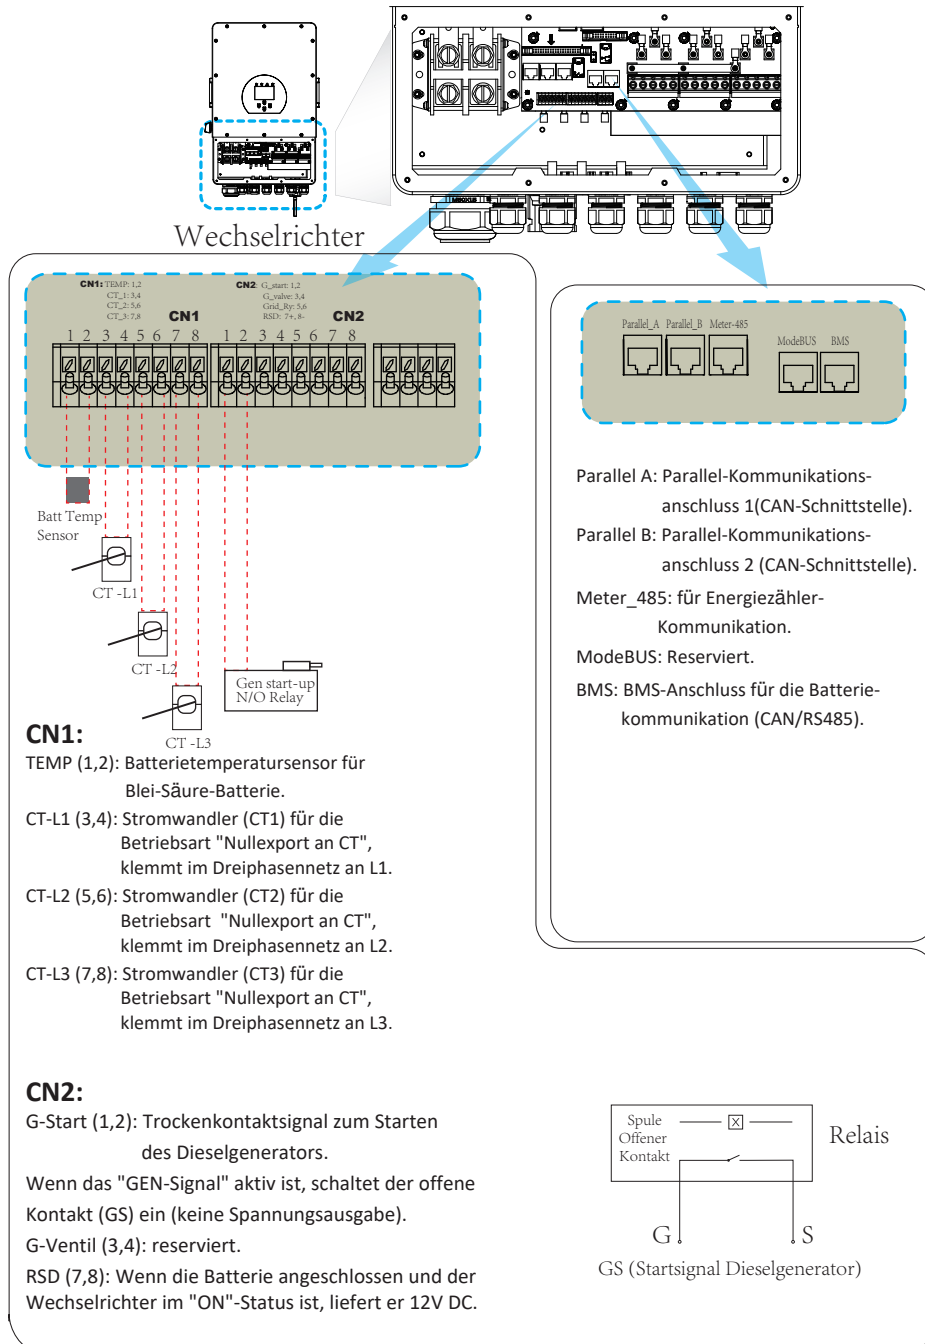 Wechselrichter
CN1: TEMP: 1,2
CT_1: 3,4
CT_2: 5,6
CT_3: 7,8
CN1
CN2: G_start: 1,2
G_valve: 3,4
Grid_Ry: 5,6
RSD: 7+, 8-
CN2
1 2 3 4 5 6 7 8
1 2 3 4 5 6 7 8
Batt Temp
Sensor
CT -L1
CT -L2
CT -L3
Gen start-up
N/O Relay
Parallel_A Parallel_B Meter-485
ModeBUS BMS
Parallel A: Parallel-Kommunikations-
anschluss 1(CAN-Schnittstelle).
Parallel B: Parallel-Kommunikations-
anschluss 2 (CAN-Schnittstelle).
Meter_485: für Energiezähler-
Kommunikation.
ModeBUS: Reserviert.
BMS: BMS-Anschluss für die Batterie-
kommunikation (CAN/RS485).
CN1:
TEMP (1,2): Batterietemperatursensor für
Blei-Säure-Batterie.
CT-L1 (3,4): Stromwandler (CT1) für die
Betriebsart "Nullexport an CT",
klemmt im Dreiphasennetz an L1.
CT-L2 (5,6): Stromwandler (CT2) für die
Betriebsart "Nullexport an CT",
klemmt im Dreiphasennetz an L2.
CT-L3 (7,8): Stromwandler (CT3) für die
Betriebsart "Nullexport an CT",
klemmt im Dreiphasennetz an L3.
CN2:
G-Start (1,2): Trockenkontaktsignal zum Starten
des Dieselgenerators.
Wenn das "GEN-Signal" aktiv ist, schaltet der offene
Kontakt (GS) ein (keine Spannungsausgabe).
G-Ventil (3,4): reserviert.
RSD (7,8): Wenn die Batterie angeschlossen und der
Wechselrichter im "ON"-Status ist, liefert er 12V DC.
Spule
Offener
Kontakt
Relais
G S
GS (Startsignal Dieselgenerator)